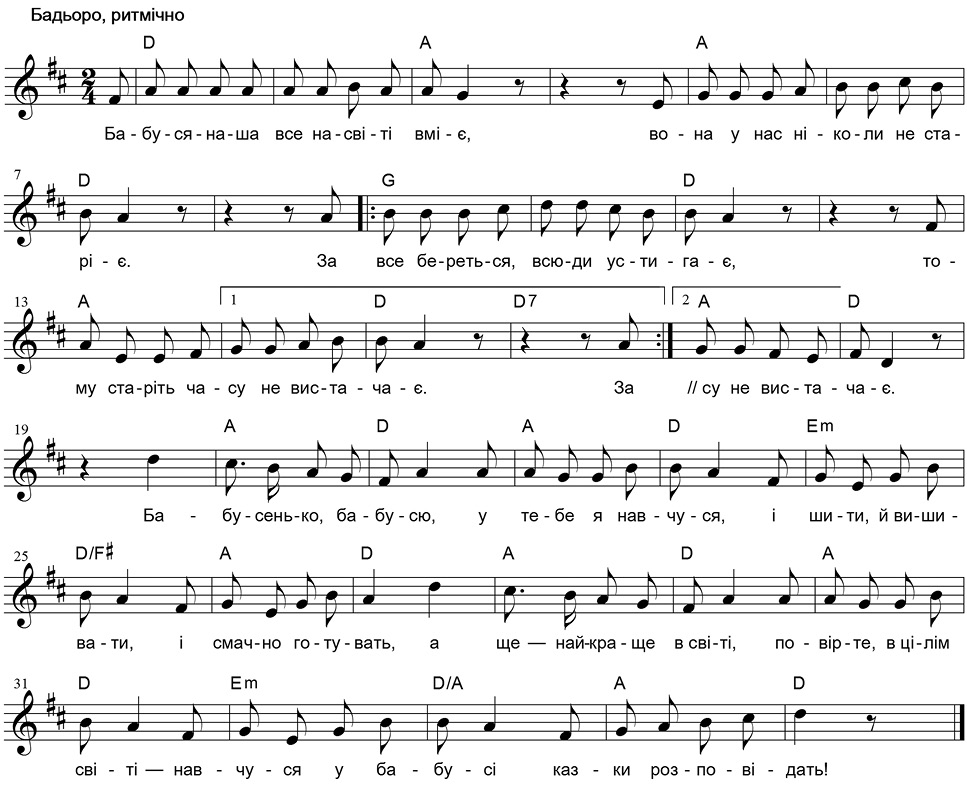 Бадьоро, ритмічно
D A A
2
4
Ба - бу - ся - на - ша все на - сві - ті вмі - є, во - на у нас ні - ко - ли не ста -
7 D G D
рі - є. За все бе - реть - ся, всю - ди ус - ти - га - є, то -
13 A 1 D D7 2 A D
му ста - ріть ча - су не вис - та - ча - є. За // су не вис - та - ча - є.
19 A D A D Em
Ба - бу - сень - ко, ба - бу - сю, у те - бе я нав - чу - ся, і ши - ти, й ви - ши -
25 D/F♯ A D A D A
ва - ти, і смач - но го - ту - вать, а ще — най - кра - ще в сві - ті, по - вір - те, в ці - лім
31 D Em D/A A D
сві - ті — нав - чу - ся у ба - бу - сі каз - ки роз - по - ві - дать!